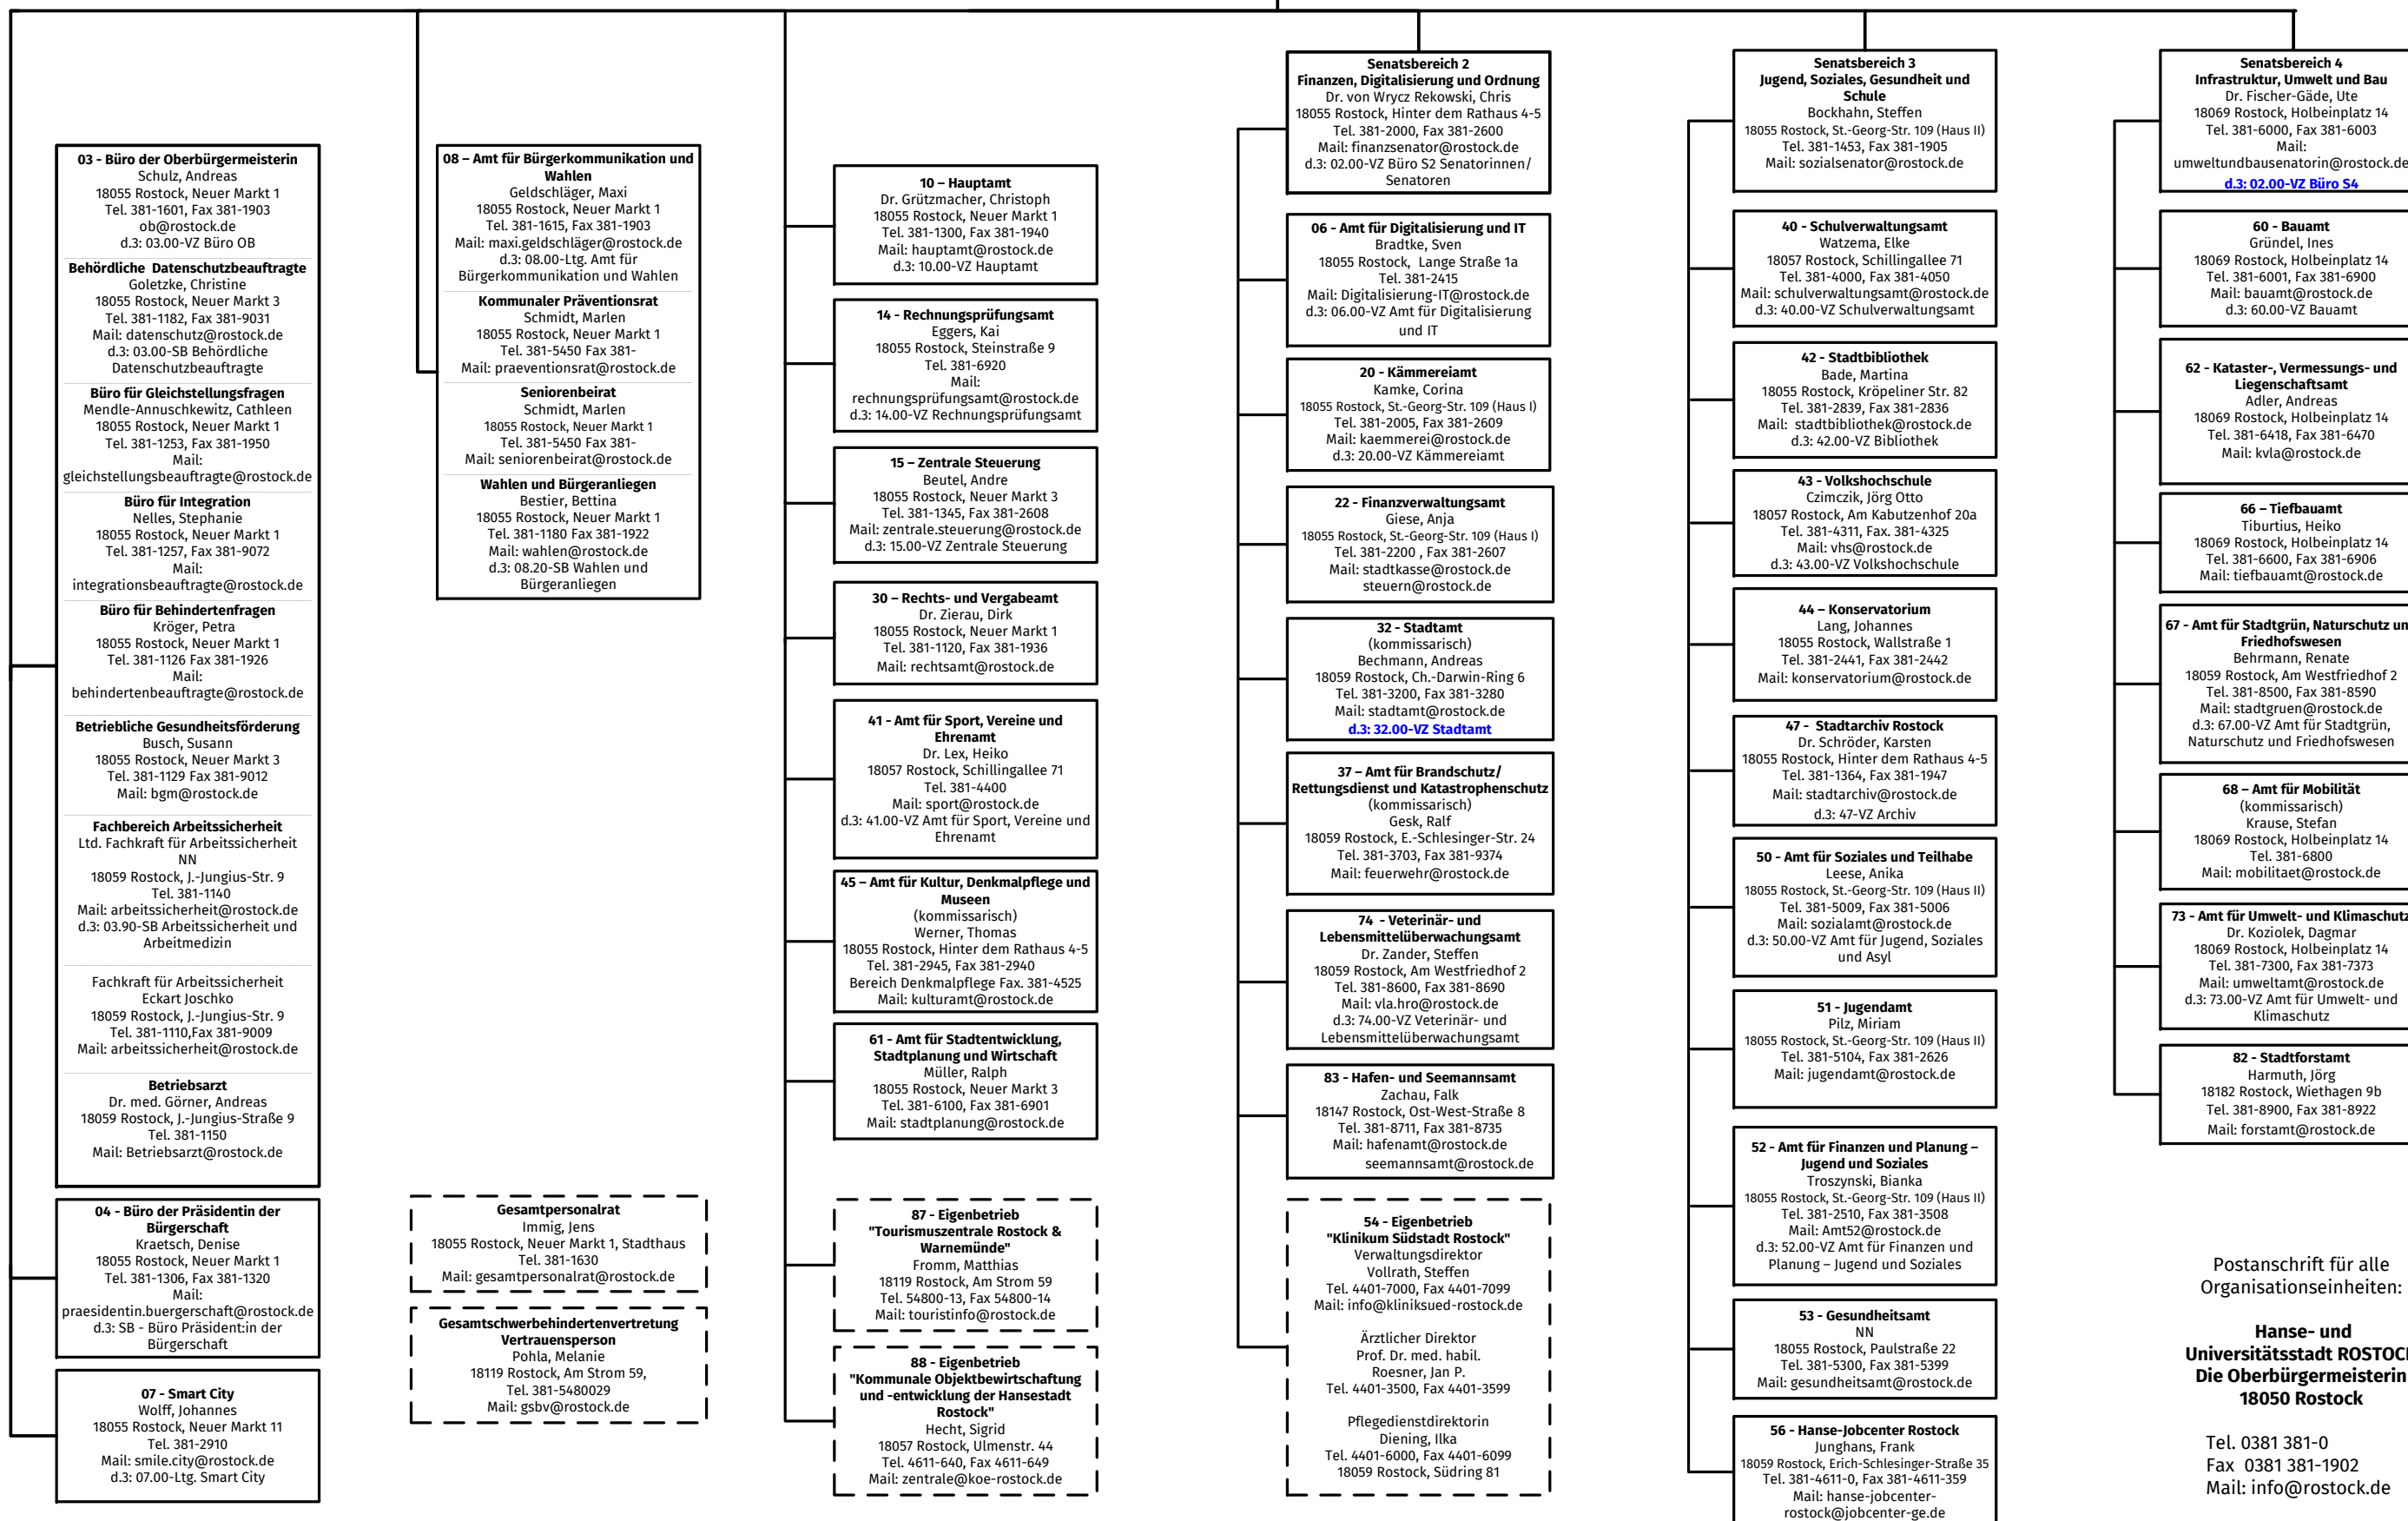 03 - Büro der Oberbürgermeisterin
Schulz, Andreas
18055 Rostock, Neuer Markt 1
Tel. 381-1601, Fax 381-1903
ob@rostock.de
d.3: 03.00-VZ Büro OB
Behördliche Datenschutzbeauftragte
Goletzke, Christine
18055 Rostock, Neuer Markt 3
Tel. 381-1182, Fax 381-9031
Mail: datenschutz@rostock.de
d.3: 03.00-SB Behördliche
Datenschutzbeauftragte
Büro für Gleichstellungsfragen
Mendle-Annuschkewitz, Cathleen
18055 Rostock, Neuer Markt 1
Tel. 381-1253, Fax 381-1950
Mail:
gleichstellungsbeauftragte@rostock.de
Büro für Integration
Nelles, Stephanie
18055 Rostock, Neuer Markt 1
Tel. 381-1257, Fax 381-9072
Mail:
integrationsbeauftragte@rostock.de
Büro für Behindertenfragen
Kröger, Petra
18055 Rostock, Neuer Markt 1
Tel. 381-1126 Fax 381-1926
Mail:
behindertenbeauftragte@rostock.de
Betriebliche Gesundheitsförderung
Busch, Susann
18055 Rostock, Neuer Markt 3
Tel. 381-1129 Fax 381-9012
Mail: bgm@rostock.de
Fachbereich Arbeitssicherheit
Ltd. Fachkraft für Arbeitssicherheit
NN
18059 Rostock, J.-Jungius-Str. 9
Tel. 381-1140
Mail: arbeitssicherheit@rostock.de
d.3: 03.90-SB Arbeitssicherheit und
Arbeitmedizin
Fachkraft für Arbeitssicherheit
Eckart Joschko
18059 Rostock, J.-Jungius-Str. 9
Tel. 381-1110,Fax 381-9009
Mail: arbeitssicherheit@rostock.de
Betriebsarzt
Dr. med. Görner, Andreas
18059 Rostock, J.-Jungius-Straße 9
Tel. 381-1150
Mail: Betriebsarzt@rostock.de
04 - Büro der Präsidentin der
Bürgerschaft
Kraetsch, Denise
18055 Rostock, Neuer Markt 1
Tel. 381-1306, Fax 381-1320
Mail:
praesidentin.buergerschaft@rostock.de
d.3: SB - Büro Präsident:in der
Bürgerschaft
07 - Smart City
Wolff, Johannes
18055 Rostock, Neuer Markt 11
Tel. 381-2910
Mail: smile.city@rostock.de
d.3: 07.00-Ltg. Smart City
08 – Amt für Bürgerkommunikation und
Wahlen
Geldschläger, Maxi
18055 Rostock, Neuer Markt 1
Tel. 381-1615, Fax 381-1903
Mail: maxi.geldschläger@rostock.de
d.3: 08.00-Ltg. Amt für
Bürgerkommunikation und Wahlen
Kommunaler Präventionsrat
Schmidt, Marlen
18055 Rostock, Neuer Markt 1
Tel. 381-5450 Fax 381-
Mail: praeventionsrat@rostock.de
Seniorenbeirat
Schmidt, Marlen
18055 Rostock, Neuer Markt 1
Tel. 381-5450 Fax 381-
Mail: seniorenbeirat@rostock.de
Wahlen und Bürgeranliegen
Bestier, Bettina
18055 Rostock, Neuer Markt 1
Tel. 381-1180 Fax 381-1922
Mail: wahlen@rostock.de
d.3: 08.20-SB Wahlen und
Bürgeranliegen
Gesamtpersonalrat
Immig, Jens
18055 Rostock, Neuer Markt 1, Stadthaus
Tel. 381-1630
Mail: gesamtpersonalrat@rostock.de
Gesamtschwerbehindertenvertretung
Vertrauensperson
Pohla, Melanie
18119 Rostock, Am Strom 59,
Tel. 381-5480029
Mail: gsbv@rostock.de
10 – Hauptamt
Dr. Grützmacher, Christoph
18055 Rostock, Neuer Markt 1
Tel. 381-1300, Fax 381-1940
Mail: hauptamt@rostock.de
d.3: 10.00-VZ Hauptamt
14 - Rechnungsprüfungsamt
Eggers, Kai
18055 Rostock, Steinstraße 9
Tel. 381-6920
Mail:
rechnungsprüfungsamt@rostock.de
d.3: 14.00-VZ Rechnungsprüfungsamt
15 – Zentrale Steuerung
Beutel, Andre
18055 Rostock, Neuer Markt 3
Tel. 381-1345, Fax 381-2608
Mail: zentrale.steuerung@rostock.de
d.3: 15.00-VZ Zentrale Steuerung
30 – Rechts- und Vergabeamt
Dr. Zierau, Dirk
18055 Rostock, Neuer Markt 1
Tel. 381-1120, Fax 381-1936
Mail: rechtsamt@rostock.de
41 - Amt für Sport, Vereine und
Ehrenamt
Dr. Lex, Heiko
18057 Rostock, Schillingallee 71
Tel. 381-4400
Mail: sport@rostock.de
d.3: 41.00-VZ Amt für Sport, Vereine und
Ehrenamt
45 – Amt für Kultur, Denkmalpflege und
Museen
(kommissarisch)
Werner, Thomas
18055 Rostock, Hinter dem Rathaus 4-5
Tel. 381-2945, Fax 381-2940
Bereich Denkmalpflege Fax. 381-4525
Mail: kulturamt@rostock.de
61 - Amt für Stadtentwicklung,
Stadtplanung und Wirtschaft
Müller, Ralph
18055 Rostock, Neuer Markt 3
Tel. 381-6100, Fax 381-6901
Mail: stadtplanung@rostock.de
87 - Eigenbetrieb
"Tourismuszentrale Rostock &
Warnemünde"
Fromm, Matthias
18119 Rostock, Am Strom 59
Tel. 54800-13, Fax 54800-14
Mail: touristinfo@rostock.de
88 - Eigenbetrieb
"Kommunale Objektbewirtschaftung
und -entwicklung der Hansestadt
Rostock"
Hecht, Sigrid
18057 Rostock, Ulmenstr. 44
Tel. 4611-640, Fax 4611-649
Mail: zentrale@koe-rostock.de
Senatsbereich 2
Finanzen, Digitalisierung und Ordnung
Dr. von Wrycz Rekowski, Chris
18055 Rostock, Hinter dem Rathaus 4-5
Tel. 381-2000, Fax 381-2600
Mail: finanzsenator@rostock.de
d.3: 02.00-VZ Büro S2 Senatorinnen/
Senatoren
06 - Amt für Digitalisierung und IT
Bradtke, Sven
18055 Rostock, Lange Straße 1a
Tel. 381-2415
Mail: Digitalisierung-IT@rostock.de
d.3: 06.00-VZ Amt für Digitalisierung
und IT
20 - Kämmereiamt
Kamke, Corina
18055 Rostock, St.-Georg-Str. 109 (Haus I)
Tel. 381-2005, Fax 381-2609
Mail: kaemmerei@rostock.de
d.3: 20.00-VZ Kämmereiamt
22 - Finanzverwaltungsamt
Giese, Anja
18055 Rostock, St.-Georg-Str. 109 (Haus I)
Tel. 381-2200 , Fax 381-2607
Mail: stadtkasse@rostock.de
steuern@rostock.de
32 - Stadtamt
(kommissarisch)
Bechmann, Andreas
18059 Rostock, Ch.-Darwin-Ring 6
Tel. 381-3200, Fax 381-3280
Mail: stadtamt@rostock.de
d.3: 32.00-VZ Stadtamt
37 – Amt für Brandschutz/
Rettungsdienst und Katastrophenschutz
(kommissarisch)
Gesk, Ralf
18059 Rostock, E.-Schlesinger-Str. 24
Tel. 381-3703, Fax 381-9374
Mail: feuerwehr@rostock.de
74 - Veterinär- und
Lebensmittelüberwachungsamt
Dr. Zander, Steffen
18059 Rostock, Am Westfriedhof 2
Tel. 381-8600, Fax 381-8690
Mail: vla.hro@rostock.de
d.3: 74.00-VZ Veterinär- und
Lebensmittelüberwachungsamt
83 - Hafen- und Seemannsamt
Zachau, Falk
18147 Rostock, Ost-West-Straße 8
Tel. 381-8711, Fax 381-8735
Mail: hafenamt@rostock.de
seemannsamt@rostock.de
54 - Eigenbetrieb
"Klinikum Südstadt Rostock"
Verwaltungsdirektor
Vollrath, Steffen
Tel. 4401-7000, Fax 4401-7099
Mail: info@kliniksued-rostock.de
Ärztlicher Direktor
Prof. Dr. med. habil.
Roesner, Jan P.
Tel. 4401-3500, Fax 4401-3599
Pflegedienstdirektorin
Diening, Ilka
Tel. 4401-6000, Fax 4401-6099
18059 Rostock, Südring 81
Senatsbereich 3
Jugend, Soziales, Gesundheit und
Schule
Bockhahn, Steffen
18055 Rostock, St.-Georg-Str. 109 (Haus II)
Tel. 381-1453, Fax 381-1905
Mail: sozialsenator@rostock.de
40 - Schulverwaltungsamt
Watzema, Elke
18057 Rostock, Schillingallee 71
Tel. 381-4000, Fax 381-4050
Mail: schulverwaltungsamt@rostock.de
d.3: 40.00-VZ Schulverwaltungsamt
42 - Stadtbibliothek
Bade, Martina
18055 Rostock, Kröpeliner Str. 82
Tel. 381-2839, Fax 381-2836
Mail: stadtbibliothek@rostock.de
d.3: 42.00-VZ Bibliothek
43 - Volkshochschule
Czimczik, Jörg Otto
18057 Rostock, Am Kabutzenhof 20a
Tel. 381-4311, Fax. 381-4325
Mail: vhs@rostock.de
d.3: 43.00-VZ Volkshochschule
44 – Konservatorium
Lang, Johannes
18055 Rostock, Wallstraße 1
Tel. 381-2441, Fax 381-2442
Mail: konservatorium@rostock.de
47 - Stadtarchiv Rostock
Dr. Schröder, Karsten
18055 Rostock, Hinter dem Rathaus 4-5
Tel. 381-1364, Fax 381-1947
Mail: stadtarchiv@rostock.de
d.3: 47-VZ Archiv
50 - Amt für Soziales und Teilhabe
Leese, Anika
18055 Rostock, St.-Georg-Str. 109 (Haus II)
Tel. 381-5009, Fax 381-5006
Mail: sozialamt@rostock.de
d.3: 50.00-VZ Amt für Jugend, Soziales
und Asyl
51 - Jugendamt
Pilz, Miriam
18055 Rostock, St.-Georg-Str. 109 (Haus II)
Tel. 381-5104, Fax 381-2626
Mail: jugendamt@rostock.de
52 - Amt für Finanzen und Planung –
Jugend und Soziales
Troszynski, Bianka
18055 Rostock, St.-Georg-Str. 109 (Haus II)
Tel. 381-2510, Fax 381-3508
Mail: Amt52@rostock.de
d.3: 52.00-VZ Amt für Finanzen und
Planung – Jugend und Soziales
53 - Gesundheitsamt
NN
18055 Rostock, Paulstraße 22
Tel. 381-5300, Fax 381-5399
Mail: gesundheitsamt@rostock.de
56 - Hanse-Jobcenter Rostock
Junghans, Frank
18059 Rostock, Erich-Schlesinger-Straße 35
Tel. 381-4611-0, Fax 381-4611-359
Mail: hanse-jobcenter-
rostock@jobcenter-ge.de
Senatsbereich 4
Infrastruktur, Umwelt und Bau
Dr. Fischer-Gäde, Ute
18069 Rostock, Holbeinplatz 14
Tel. 381-6000, Fax 381-6003
Mail:
umweltundbausenatorin@rostock.de
d.3: 02.00-VZ Büro S4
60 - Bauamt
Gründel, Ines
18069 Rostock, Holbeinplatz 14
Tel. 381-6001, Fax 381-6900
Mail: bauamt@rostock.de
d.3: 60.00-VZ Bauamt
62 - Kataster-, Vermessungs- und
Liegenschaftsamt
Adler, Andreas
18069 Rostock, Holbeinplatz 14
Tel. 381-6418, Fax 381-6470
Mail: kvla@rostock.de
66 – Tiefbauamt
Tiburtius, Heiko
18069 Rostock, Holbeinplatz 14
Tel. 381-6600, Fax 381-6906
Mail: tiefbauamt@rostock.de
67 - Amt für Stadtgrün, Naturschutz un
Friedhofswesen
Behrmann, Renate
18059 Rostock, Am Westfriedhof 2
Tel. 381-8500, Fax 381-8590
Mail: stadtgruen@rostock.de
d.3: 67.00-VZ Amt für Stadtgrün,
Naturschutz und Friedhofswesen
68 – Amt für Mobilität
(kommissarisch)
Krause, Stefan
18069 Rostock, Holbeinplatz 14
Tel. 381-6800
Mail: mobilitaet@rostock.de
73 - Amt für Umwelt- und Klimaschutz
Dr. Koziolek, Dagmar
18069 Rostock, Holbeinplatz 14
Tel. 381-7300, Fax 381-7373
Mail: umweltamt@rostock.de
d.3: 73.00-VZ Amt für Umwelt- und
Klimaschutz
82 - Stadtforstamt
Harmuth, Jörg
18182 Rostock, Wiethagen 9b
Tel. 381-8900, Fax 381-8922
Mail: forstamt@rostock.de
Postanschrift für alle
Organisationseinheiten:
Hanse- und
Universitätsstadt ROSTOCK
Die Oberbürgermeisterin
18050 Rostock
Tel. 0381 381-0
Fax 0381 381-1902
Mail: info@rostock.de